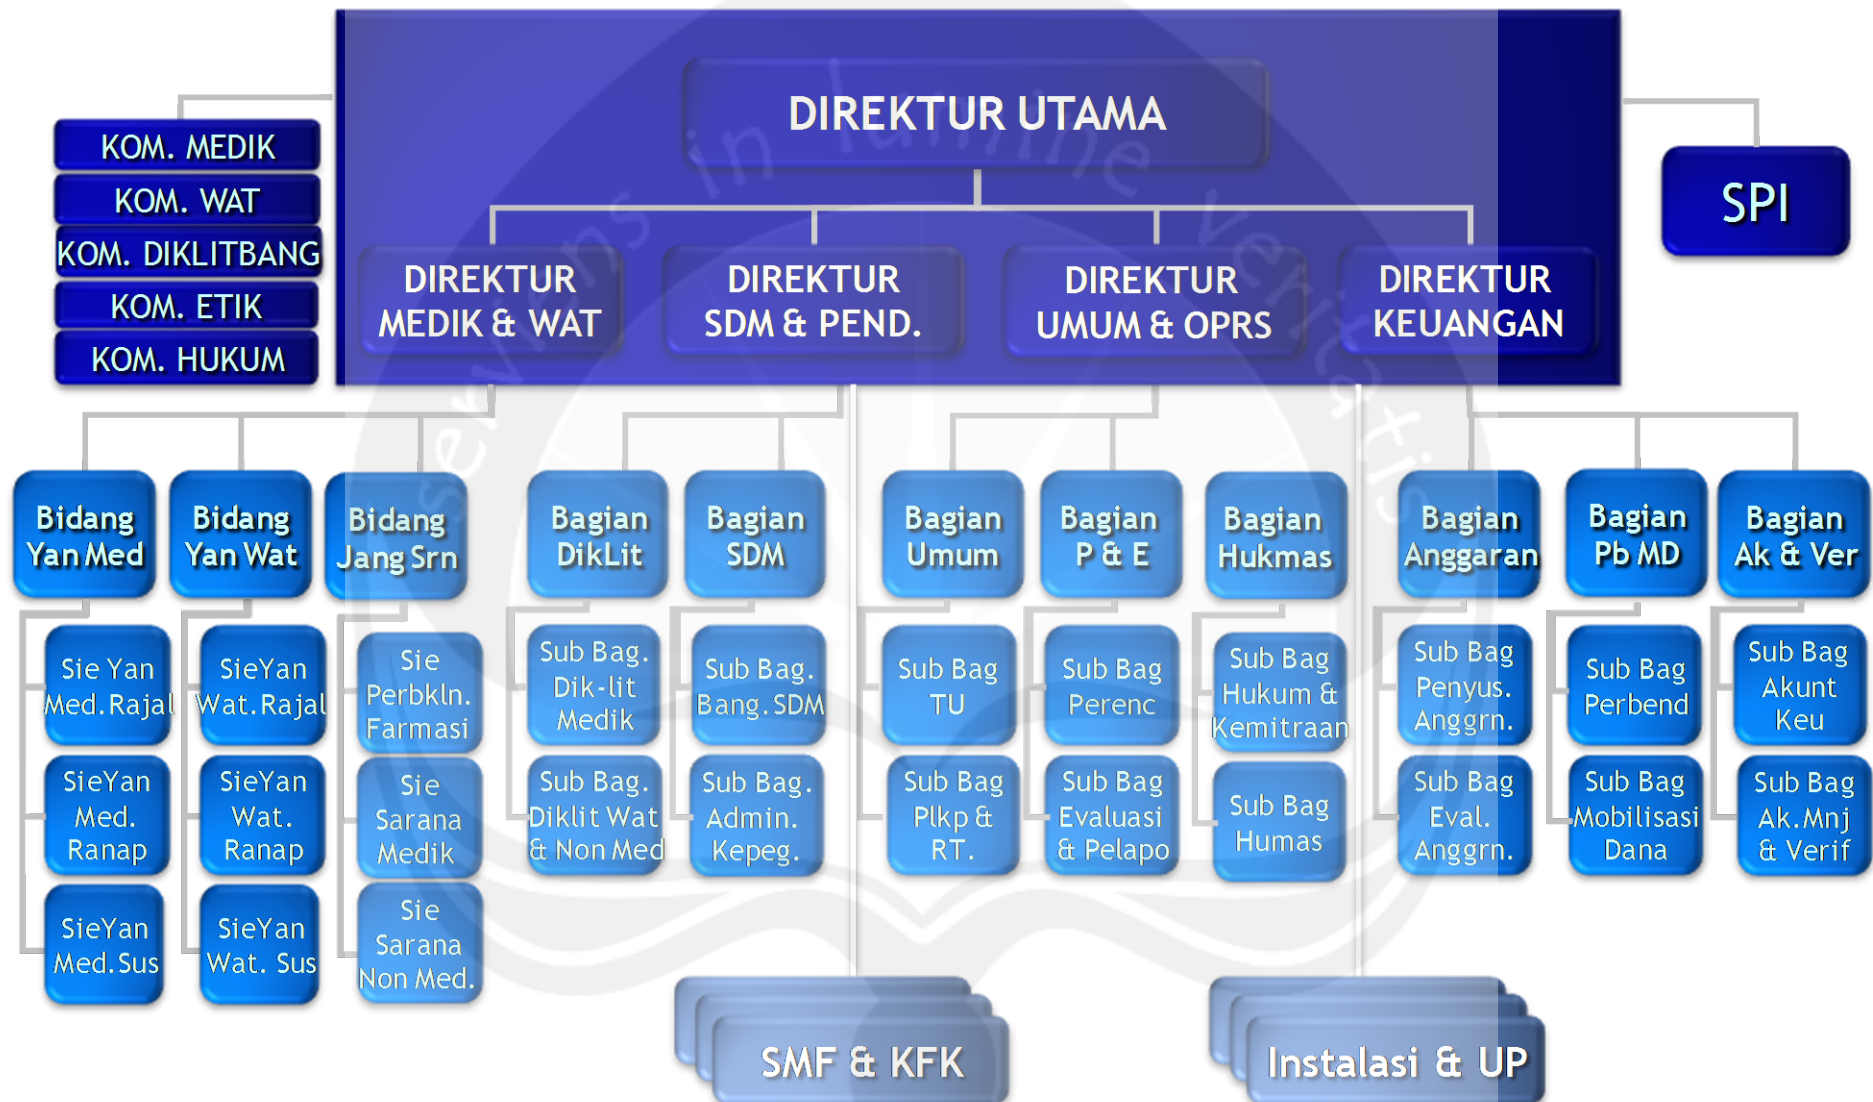 DIREKTUR UTAMA
KOM. MEDIK
KOM. WAT
KOM. DIKLITBANG
KOM. ETIK
KOM. HUKUM
SPI
DIREKTUR
MEDIK & WAT
DIREKTUR
SDM & PEND.
DIREKTUR
UMUM & OPRS
DIREKTUR
KEUANGAN
serviens in lumine veritatis
Bidang
Yan Med
Bidang
Yan Wat
Bidang
Jang Srn
Bagian
DikLit
Bagian
SDM
Bagian
Umum
Bagian
P & E
Bagian
Hukmas
Bagian
Anggaran
Bagian
Pb MD
Bagian
Ak & Ver
Sie Yan
Med.Rajal
SieYan
Wat.Rajal
Sie
Perbkln.
Farmasi
Sub Bag.
Dik-lit
Medik
Sub Bag.
Bang.SDM
Sub Bag
TU
Sub Bag
Perenc
Sub Bag
Hukum &
Kemitraan
Sub Bag
Penyus.
Anggrn.
Sub Bag
Perbend
Sub Bag
Akunt
Keu
SieYan
Med.
Ranap
SieYan
Wat.
Ranap
Sie
Sarana
Medik
Sub Bag.
Diklit Wat
& Non Med
Sub Bag.
Admin.
Kepeg.
Sub Bag
Plkp &
RT.
Sub Bag
Evaluasi
& Pelapo
Sub Bag
Humas
Sub Bag
Eval.
Anggrn.
Sub Bag
Mobilisasi
Dana
Sub Bag
Ak.Mnj
& Verif
SieYan
Med.Sus
SieYan
Wat. Sus
Sie
Sarana
Non Med.
SMF & KFK
Instalasi & UP